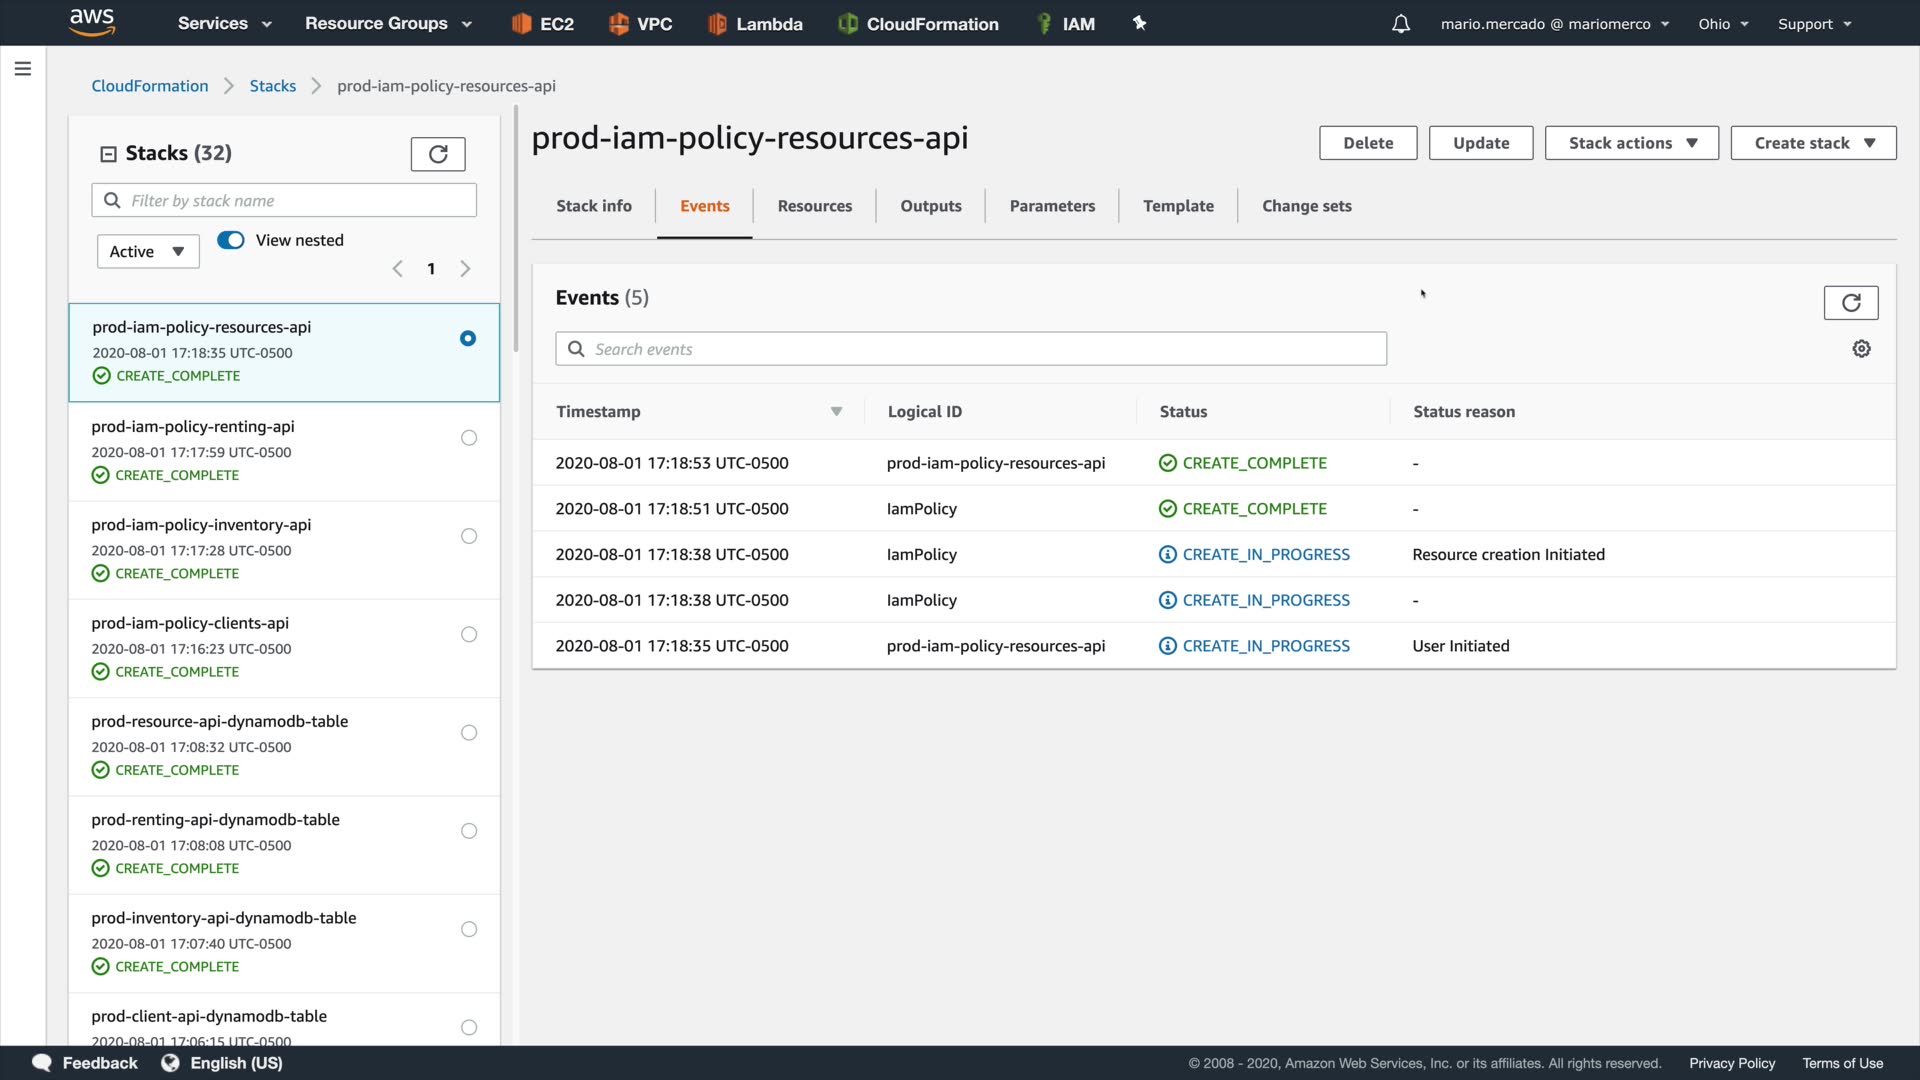 aws Services Resource Groups EC2 VPC Lambda CloudFormation IAM mario.mercado @ mariomerco Ohio Support
CloudFormation Stacks prod-iam-policy-resources-api
Stacks (32)
Filter by stack name
Active View nested
1
prod-iam-policy-resources-api
2020-08-01 17:18:35 UTC-0500
CREATE_COMPLETE
prod-iam-policy-renting-api
2020-08-01 17:17:59 UTC-0500
CREATE_COMPLETE
prod-iam-policy-inventory-api
2020-08-01 17:17:28 UTC-0500
CREATE_COMPLETE
prod-iam-policy-clients-api
2020-08-01 17:16:23 UTC-0500
CREATE_COMPLETE
prod-resource-api-dynamodb-table
2020-08-01 17:08:32 UTC-0500
CREATE_COMPLETE
prod-renting-api-dynamodb-table
2020-08-01 17:08:08 UTC-0500
CREATE_COMPLETE
prod-inventory-api-dynamodb-table
2020-08-01 17:07:40 UTC-0500
CREATE_COMPLETE
prod-client-api-dynamodb-table
2020-08-01 17:06:15 UTC-0500
prod-iam-policy-resources-api
Delete Update Stack actions Create stack
Stack info Events Resources Outputs Parameters Template Change sets
Events (5)
Search events
Timestamp Logical ID Status Status reason
2020-08-01 17:18:53 UTC-0500 prod-iam-policy-resources-api CREATE_COMPLETE -
2020-08-01 17:18:51 UTC-0500 IamPolicy CREATE_COMPLETE -
2020-08-01 17:18:38 UTC-0500 IamPolicy CREATE_IN_PROGRESS Resource creation Initiated
2020-08-01 17:18:38 UTC-0500 IamPolicy CREATE_IN_PROGRESS -
2020-08-01 17:18:35 UTC-0500 prod-iam-policy-resources-api CREATE_IN_PROGRESS User Initiated
Feedback English (US) © 2008 - 2020, Amazon Web Services, Inc. or its affiliates. All rights reserved. Privacy Policy Terms of Use